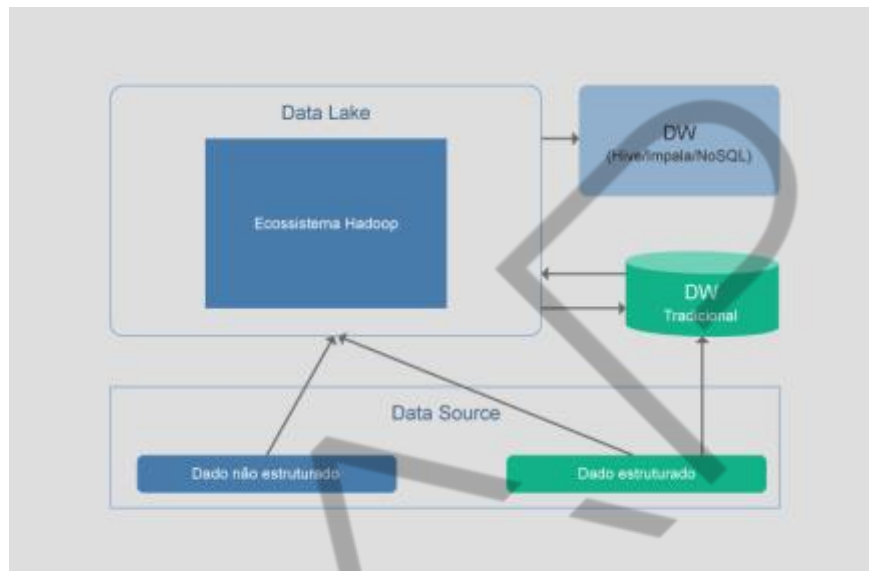 Data Lake
Ecossistema Hadoop
DW
(Hive/Impala/NoSQL)
DW
Tradicional
Data Source
Dado não estruturado
Dado estruturado